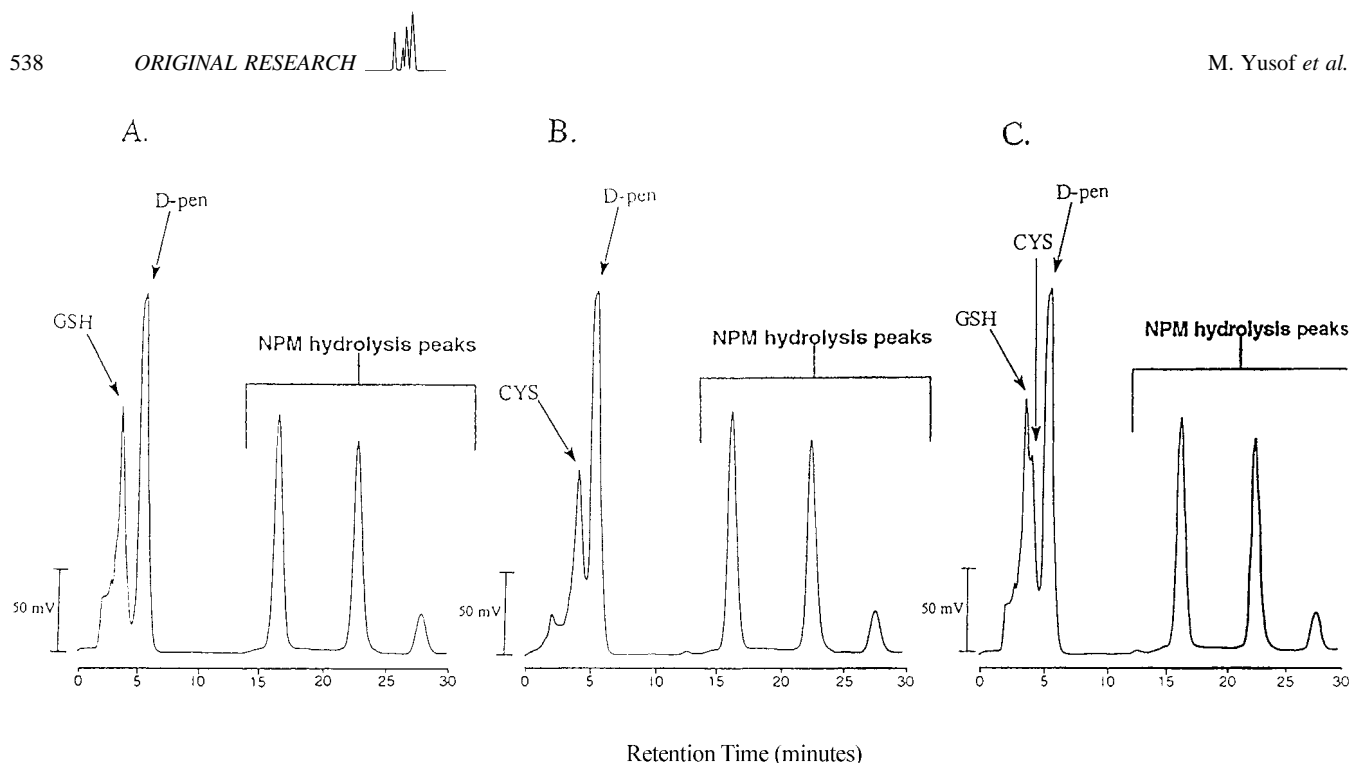 538 ORIGINAL RESEARCH M. Yusof et al.
A. B. C.
D-pen
GSH
NPM hydrolysis peaks
50 mV
0 5 10 15 20 25 30
D-pen
CYS
NPM hydrolysis peaks
50 mV
0 5 10 15 20 25 30
D-pen
CYS
GSH
NPM hydrolysis peaks
50 mV
0 5 10 15 20 25 30
Retention Time (minutes)